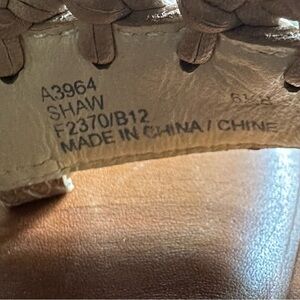 A3964
SHAW
F2370/B12
MADE IN CHINA / CHINE